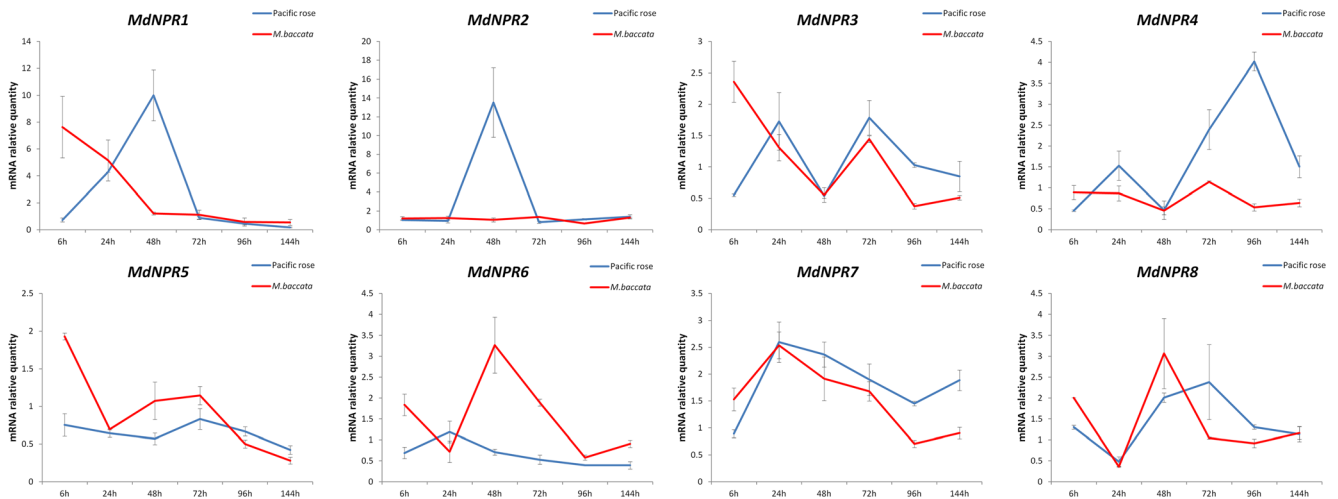 MdNPR1
Pacific rose
M.baccata
mRNA ralative quantity
14
12
10
8
6
4
2
0
6h 24h 48h 72h 96h 144h
MdNPR2
Pacific rose
M.baccata
mRNA ralative quantity
20
18
16
14
12
10
8
6
4
2
0
6h 24h 48h 72h 96h 144h
MdNPR3
Pacific rose
M.baccata
mRNA ralative quantity
3
2.5
2
1.5
1
0.5
0
6h 24h 48h 72h 96h 144h
MdNPR4
Pacific rose
M.baccata
mRNA ralative quantity
4.5
4
3.5
3
2.5
2
1.5
1
0.5
0
6h 24h 48h 72h 96h 144h
MdNPR5
Pacific rose
M.baccata
mRNA ralative quantity
2.5
2
1.5
1
0.5
0
6h 24h 48h 72h 96h 144h
MdNPR6
Pacific rose
M.baccata
mRNA ralative quantity
4.5
4
3.5
3
2.5
2
1.5
1
0.5
0
6h 24h 48h 72h 96h 144h
MdNPR7
Pacific rose
M.baccata
mRNA ralative quantity
3.5
3
2.5
2
1.5
1
0.5
0
6h 24h 48h 72h 96h 144h
MdNPR8
Pacific rose
M.baccata
mRNA ralative quantity
4.5
4
3.5
3
2.5
2
1.5
1
0.5
0
6h 24h 48h 72h 96h 144h